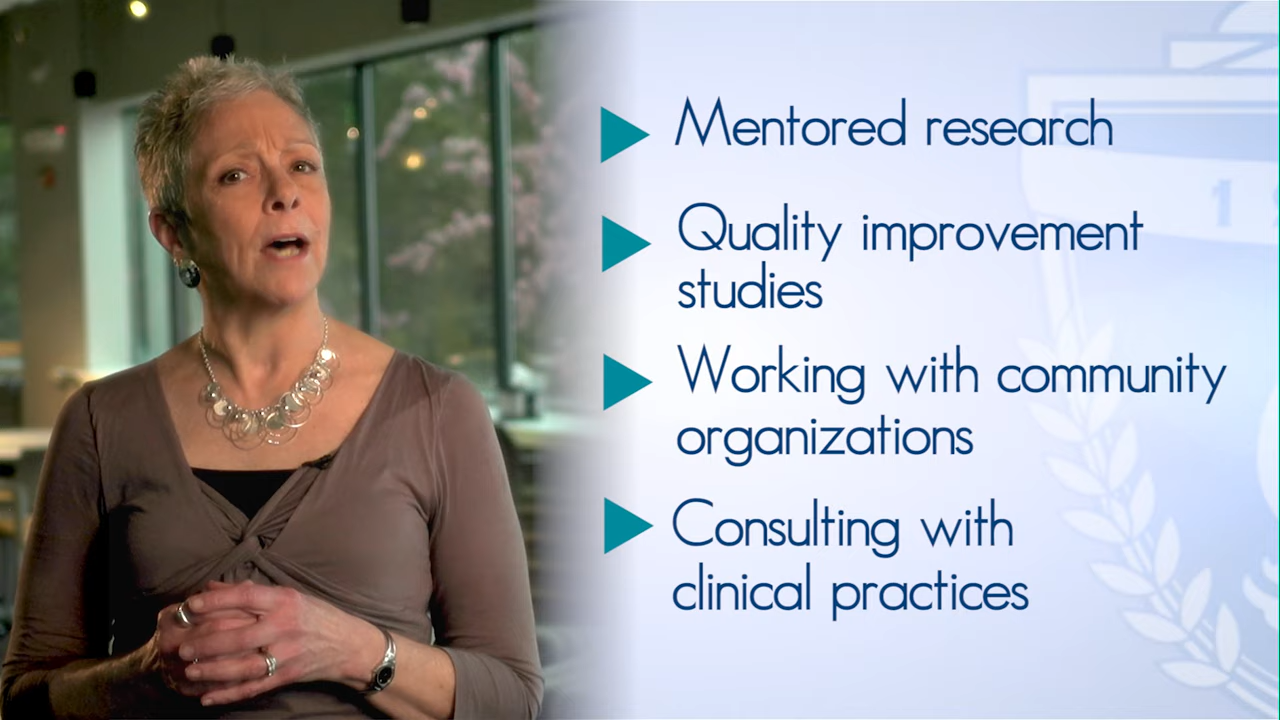 Mentored research
Quality improvement
studies
Working with community
organizations
Consulting with
clinical practices